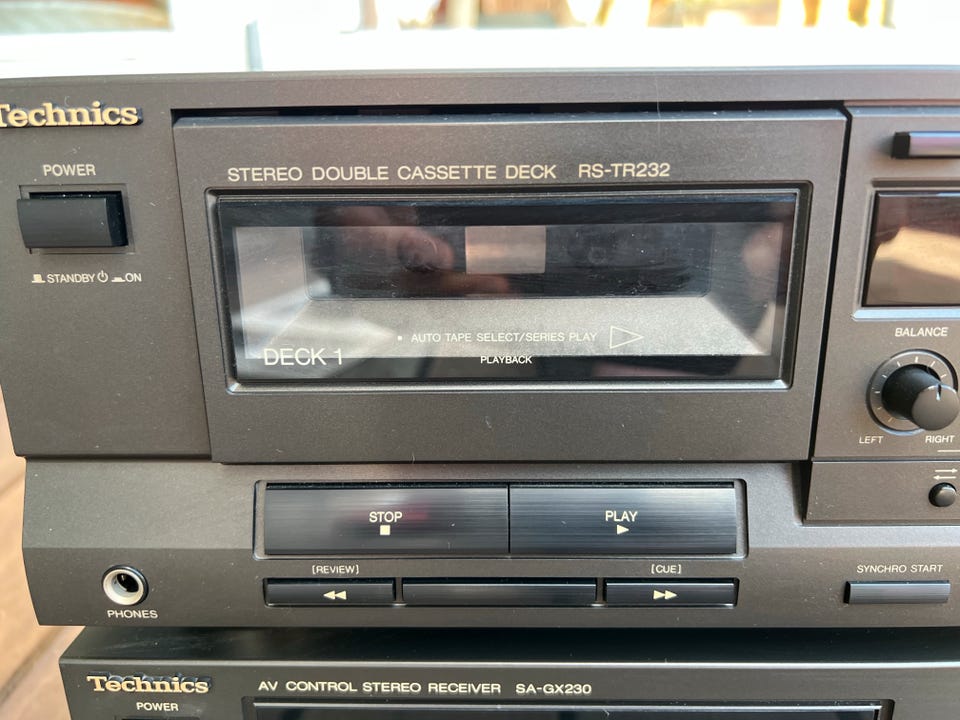 Technics
POWER
STANDBY ON
STEREO DOUBLE CASSETTE DECK RS-TR232
• AUTO TAPE SELECT/SERIES PLAY
DECK 1
PLAYBACK
BALANCE
LEFT RIGHT
STOP
PLAY
[REVIEW]
[CUE]
SYNCHRO START
PHONES
Technics
AV CONTROL STEREO RECEIVER SA-GX230
POWER